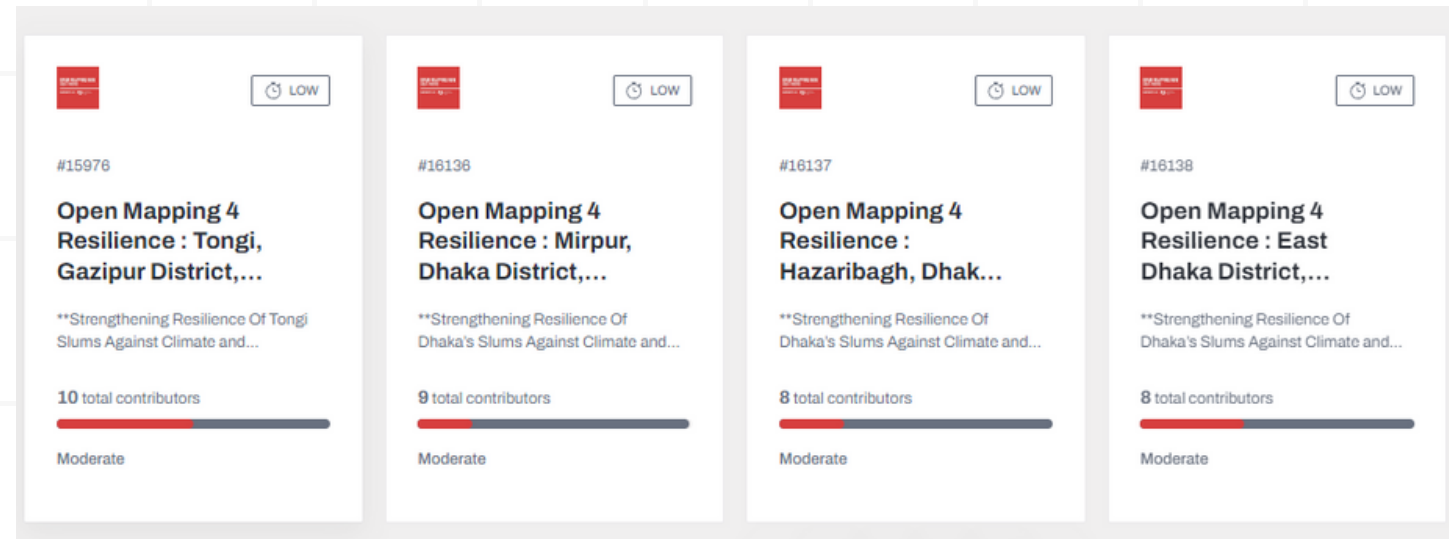 LOW
#15976
Open Mapping 4
Resilience : Tongi,
Gazipur District,...
**Strengthening Resilience Of Tongi
Slums Against Climate and...
10 total contributors
Moderate
LOW
#16136
Open Mapping 4
Resilience : Mirpur,
Dhaka District,...
**Strengthening Resilience Of
Dhaka's Slums Against Climate and...
9 total contributors
Moderate
LOW
#16137
Open Mapping 4
Resilience :
Hazaribagh, Dhak...
**Strengthening Resilience Of
Dhaka's Slums Against Climate and...
8 total contributors
Moderate
LOW
#16138
Open Mapping 4
Resilience : East
Dhaka District,...
**Strengthening Resilience Of
Dhaka's Slums Against Climate and...
8 total contributors
Moderate